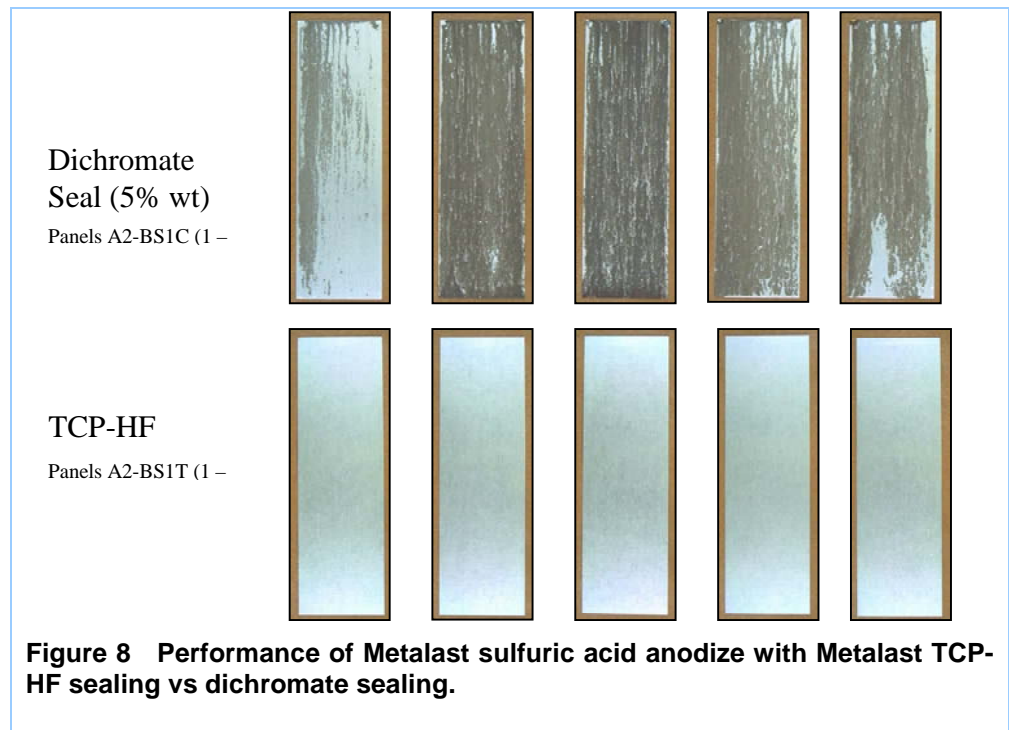 Dichromate
Seal (5% wt)
Panels A2-BS1C (1 –
TCP-HF
Panels A2-BS1T (1 –
Figure 8 Performance of Metalast sulfuric acid anodize with Metalast TCP-
HF sealing vs dichromate sealing.